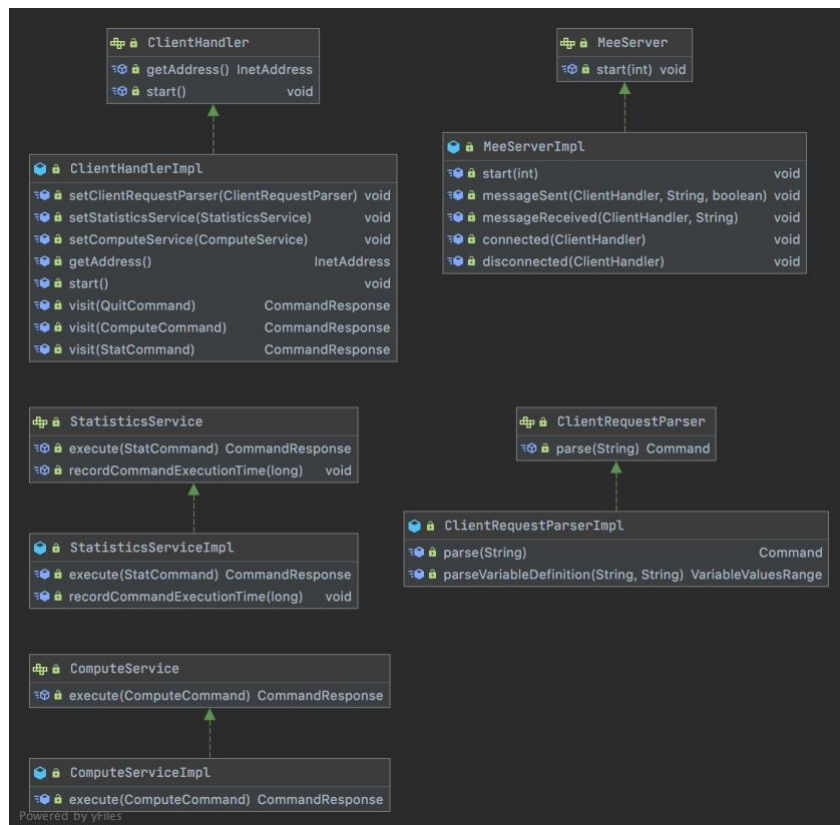 ClientHandler
getAddress() InetAddress
start() void
MeeServer
start(int) void
ClientHandlerImpl
setClientRequestParser(ClientRequestParser) void
setStatisticsService(StatisticsService) void
setComputeService(ComputeService) void
getAddress() InetAddress
start() void
visit(QuitCommand) CommandResponse
visit(ComputeCommand) CommandResponse
visit(StatCommand) CommandResponse
MeeServerImpl
start(int) void
messageSent(ClientHandler, String, boolean) void
messageReceived(ClientHandler, String) void
connected(ClientHandler) void
disconnected(ClientHandler) void
StatisticsService
execute(StatCommand) CommandResponse
recordCommandExecutionTime(long) void
ClientRequestParser
parse(String) Command
StatisticsServiceImpl
execute(StatCommand) CommandResponse
recordCommandExecutionTime(long) void
ClientRequestParserImpl
parse(String) Command
parseVariableDefinition(String, String) VariableValuesRange
ComputeService
execute(ComputeCommand) CommandResponse
ComputeServiceImpl
execute(ComputeCommand) CommandResponse
Powered by yFiles